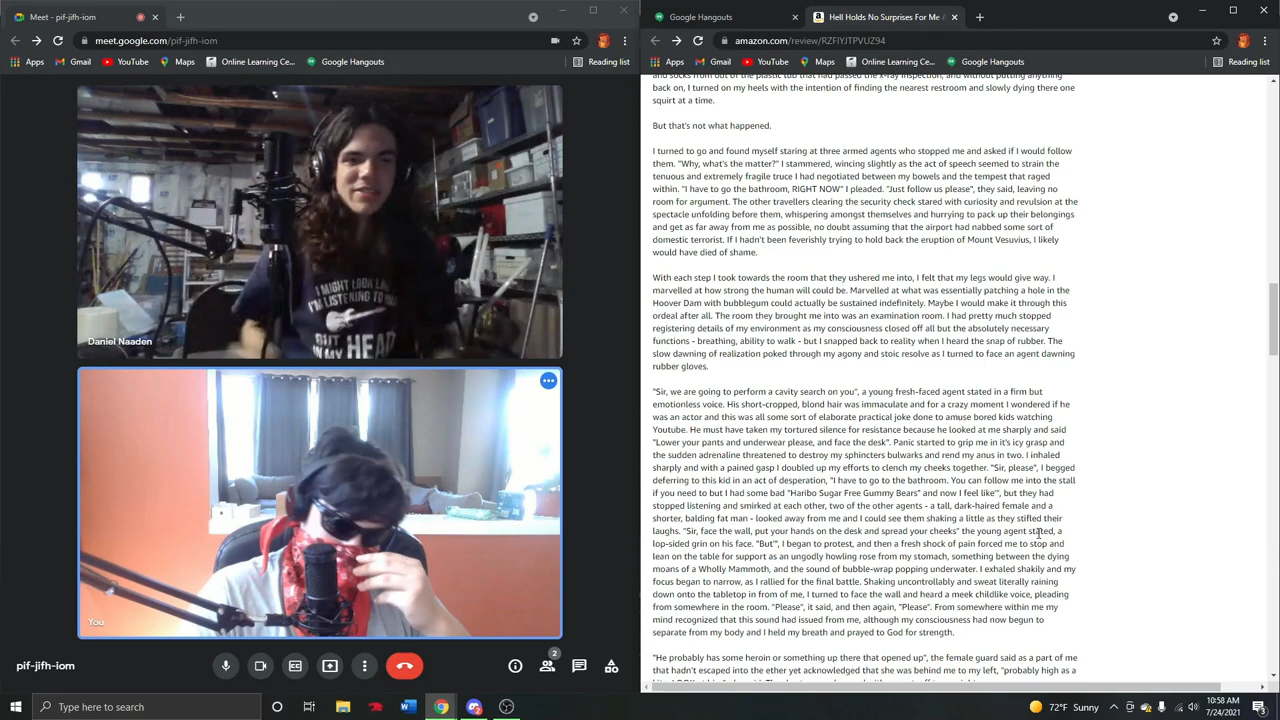 Meet - pif-jifh-iom
meet.google.com/pif-jifh-iom
Apps Gmail YouTube Maps Online Learning Ce... Google Hangouts Reading list
I MIGHT LOOK LIKE
I'M LISTENING TO YOU
BUT
HEAD
Daniel Naaden
You
pif-jifh-iom
2
Google Hangouts
Hell Holds No Surprises For Me A
amazon.com/review/RZFIYJTPVUZ94
Apps Gmail YouTube Maps Online Learning Ce... Google Hangouts Reading list
and socks from out of the plastic tub that had passed the x-ray inspection, and without putting anything
back on, I turned on my heels with the intention of finding the nearest restroom and slowly dying there one
squirt at a time.
But that's not what happened.
I turned to go and found myself staring at three armed agents who stopped me and asked if I would follow
them. "Why, what's the matter?" I stammered, wincing slightly as the act of speech seemed to strain the
tenuous and extremely fragile truce I had negotiated between my bowels and the tempest that raged
within. "I have to go the bathroom, RIGHT NOW" I pleaded. "Just follow us please", they said, leaving no
room for argument. The other travellers clearing the security check stared with curiosity and revulsion at the
spectacle unfolding before them, whispering amongst themselves and hurrying to pack up their belongings
and get as far away from me as possible, no doubt assuming that the airport had nabbed some sort of
domestic terrorist. If I hadn't been feverishly trying to hold back the eruption of Mount Vesuvius, I likely
would have died of shame.
With each step I took towards the room that they ushered me into, I felt that my legs would give way. I
marvelled at how strong the human will could be. Marvelled at what was essentially patching a hole in the
Hoover Dam with bubblegum could actually be sustained indefinitely. Maybe I would make it through this
ordeal after all. The room they brought me into was an examination room. I had pretty much stopped
registering details of my environment as my consciousness closed off all but the absolutely necessary
functions - breathing, ability to walk - but I snapped back to reality when I heard the snap of rubber. The
slow dawning of realization poked through my agony and stoic resolve as I turned to face an agent dawning
rubber gloves.
"Sir, we are going to perform a cavity search on you", a young fresh-faced agent stated in a firm but
emotionless voice. His short-cropped, blond hair was immaculate and for a crazy moment I wondered if he
was an actor and this was all some sort of elaborate practical joke done to amuse bored kids watching
Youtube. He must have taken my tortured silence for resistance because he looked at me sharply and said
"Lower your pants and underwear please, and face the desk". Panic started to grip me in it's icy grasp and
the sudden adrenaline threatened to destroy my sphincters bulwarks and rend my anus in two. I inhaled
sharply and with a pained gasp I doubled up my efforts to clench my cheeks together. "Sir, please", I begged
deferring to this kid in an act of desperation, "I have to go to the bathroom. You can follow me into the stall
if you need to but I had some bad "Haribo Sugar Free Gummy Bears" and now I feel like'", but they had
stopped listening and smirked at each other, two of the other agents - a tall, dark-haired female and a
shorter, balding fat man - looked away from me and I could see them shaking a little as they stifled their
laughs. "Sir, face the wall, put your hands on the desk and spread your cheeks" the young agent stated, a
lop-sided grin on his face. "But'", I began to protest, and then a fresh shock of pain forced me to stop and
lean on the table for support as an ungodly howling rose from my stomach, something between the dying
moans of a Wholly Mammoth, and the sound of bubble-wrap popping underwater. I exhaled shakily and my
focus began to narrow, as I rallied for the final battle. Shaking uncontrollably and sweat literally raining
down onto the tabletop in from of me, I turned to face the wall and heard a meek childlike voice, pleading
from somewhere in the room. "Please", it said, and then again, "Please". From somewhere within me my
mind recognized that this sound had issued from me, although my consciousness had now begun to
separate from my body and I held my breath and prayed to God for strength.
"He probably has some heroin or something up there that opened up", the female guard said as a part of me
that hadn't escaped into the ether yet acknowledged that she was behind me to my left, "probably high as a
Type here to search
72°F Sunny
10:58 AM
7/24/2021
3